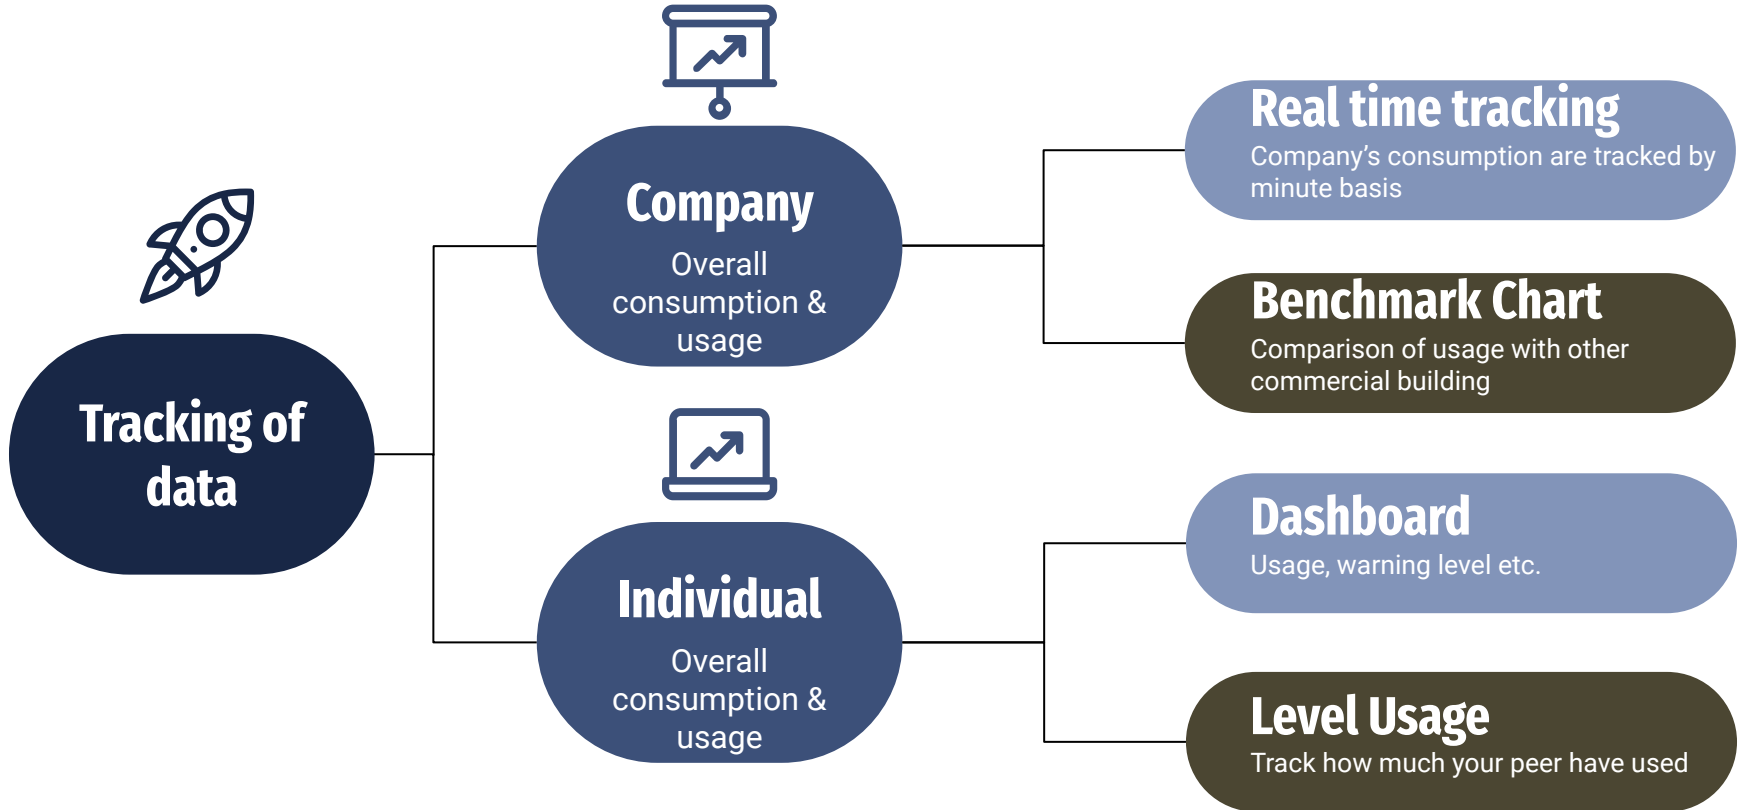 Tracking of
data
Company
Overall
consumption &
usage
Real time tracking
Company’s consumption are tracked by
minute basis
Benchmark Chart
Comparison of usage with other
commercial building
Individual
Overall
consumption &
usage
Dashboard
Usage, warning level etc.
Level Usage
Track how much your peer have used